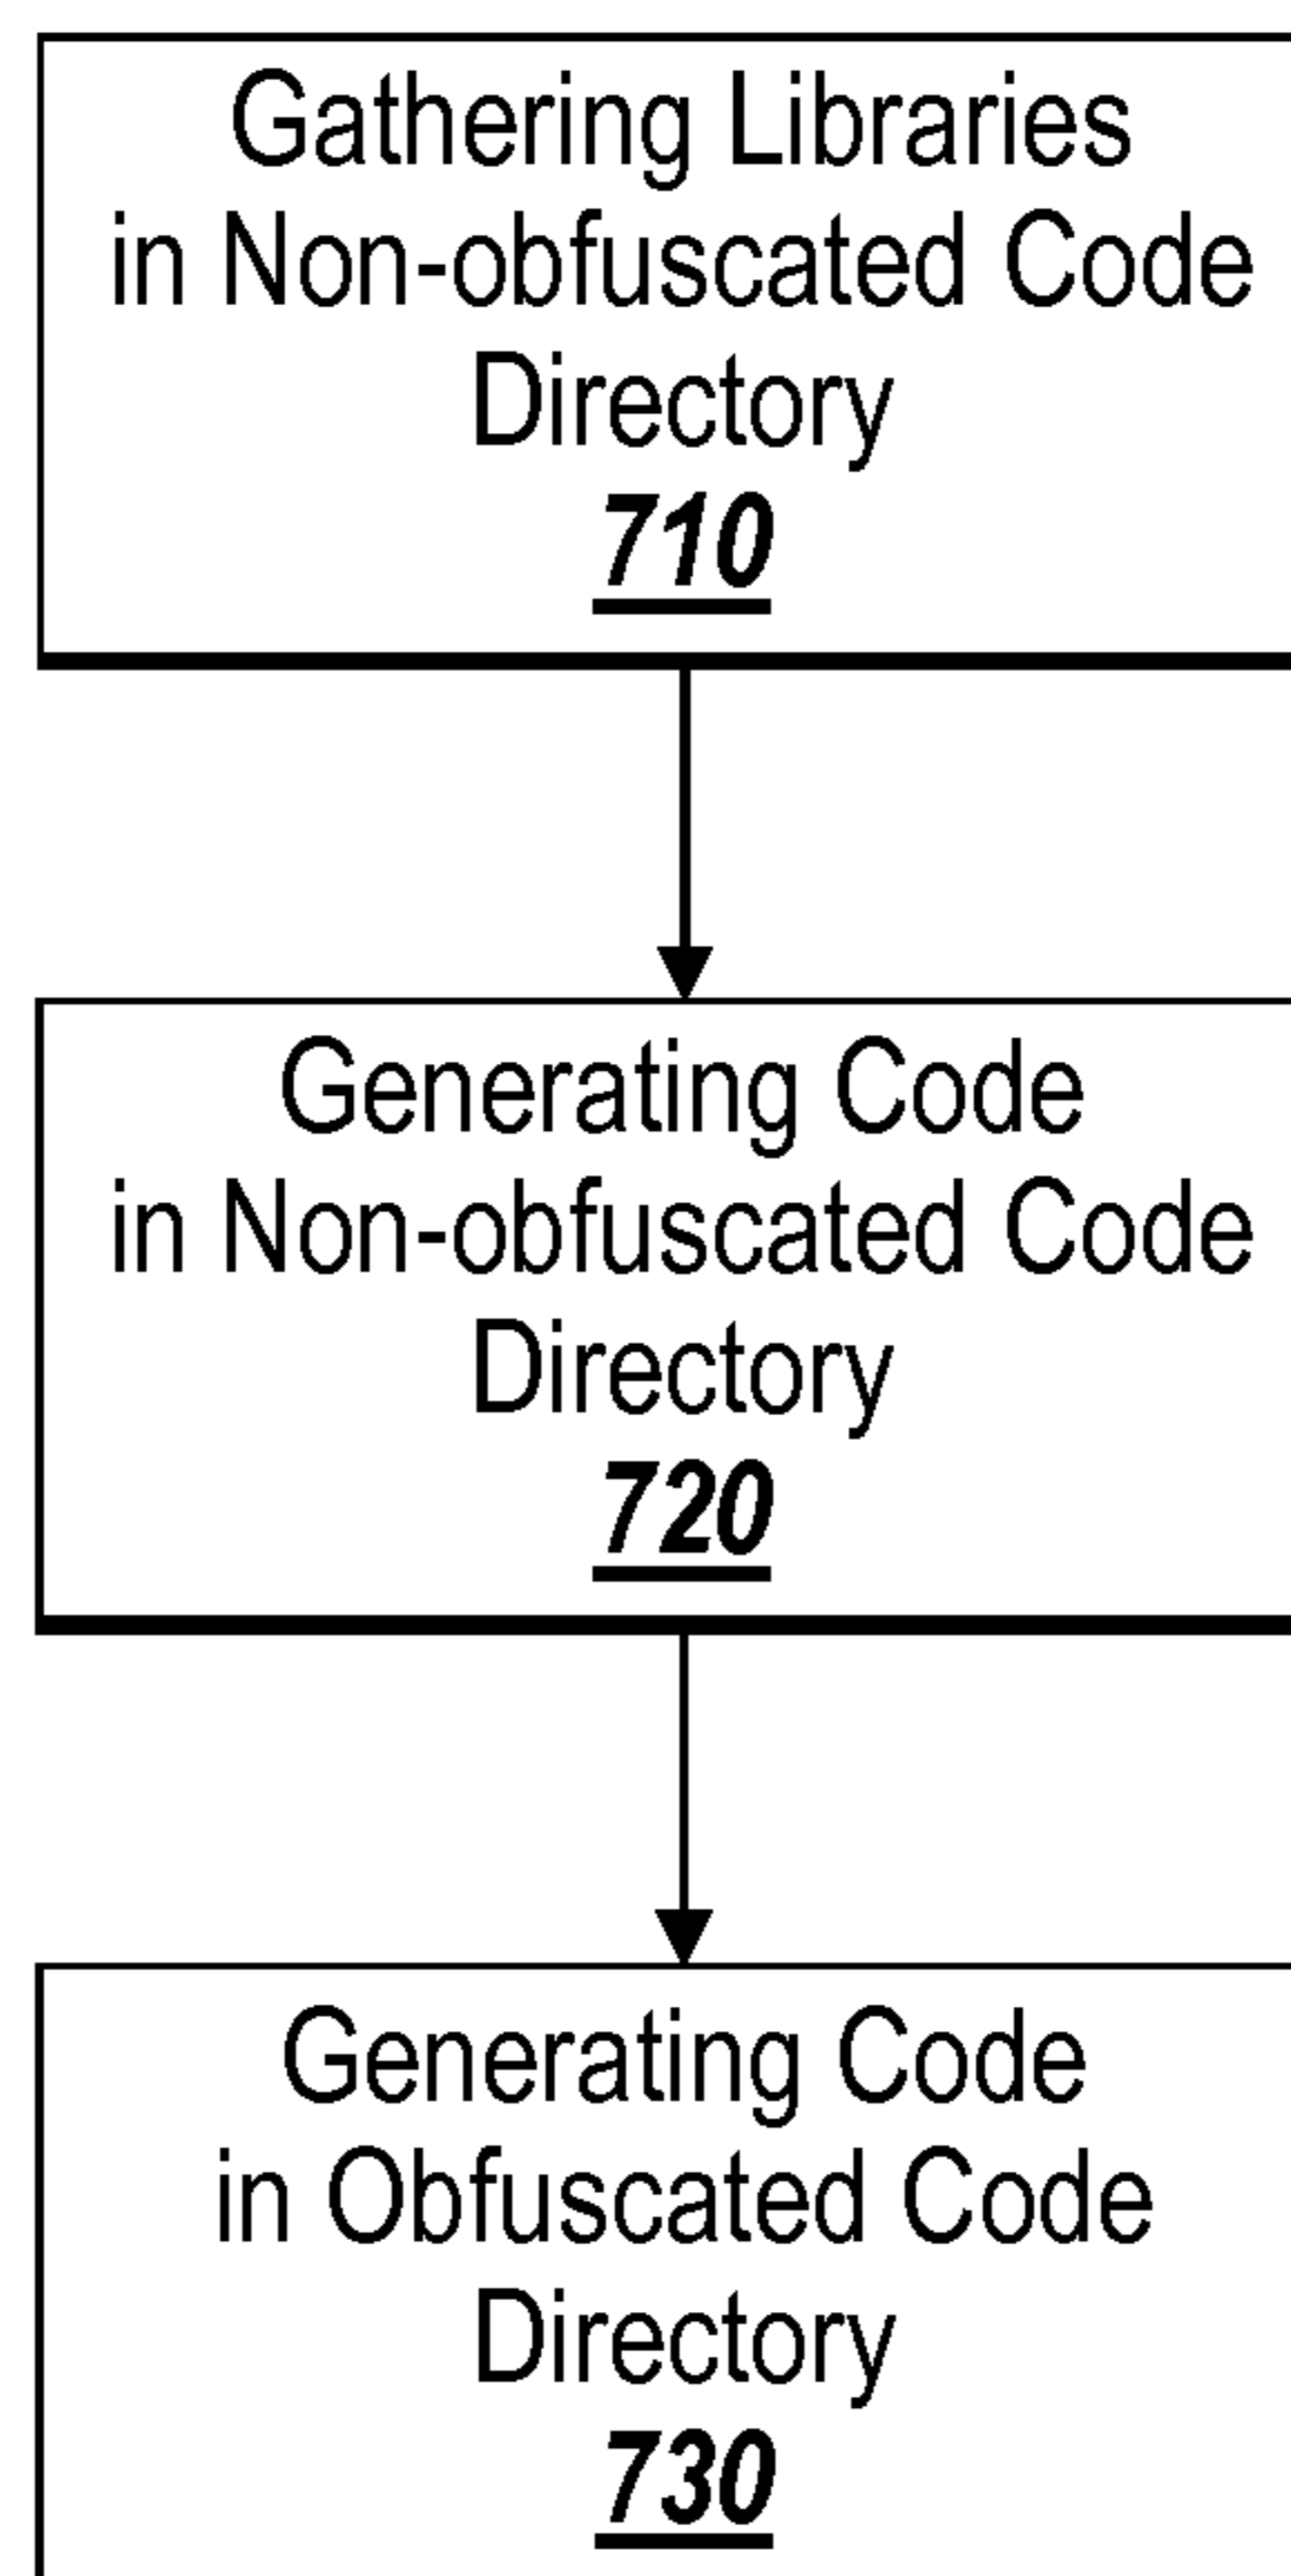 Gathering Libraries
in Non-obfuscated Code
Directory
710
Generating Code
in Non-obfuscated Code
Directory
720
Generating Code
in Obfuscated Code
Directory
730